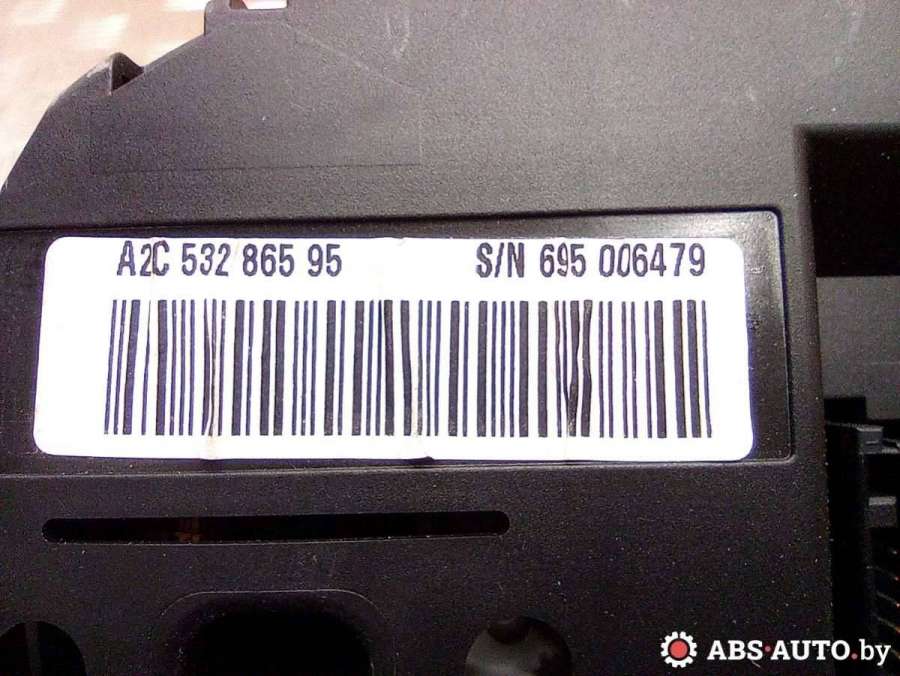 A2C 532 865 95 S/N 695 006479
ABS-AUTO.by